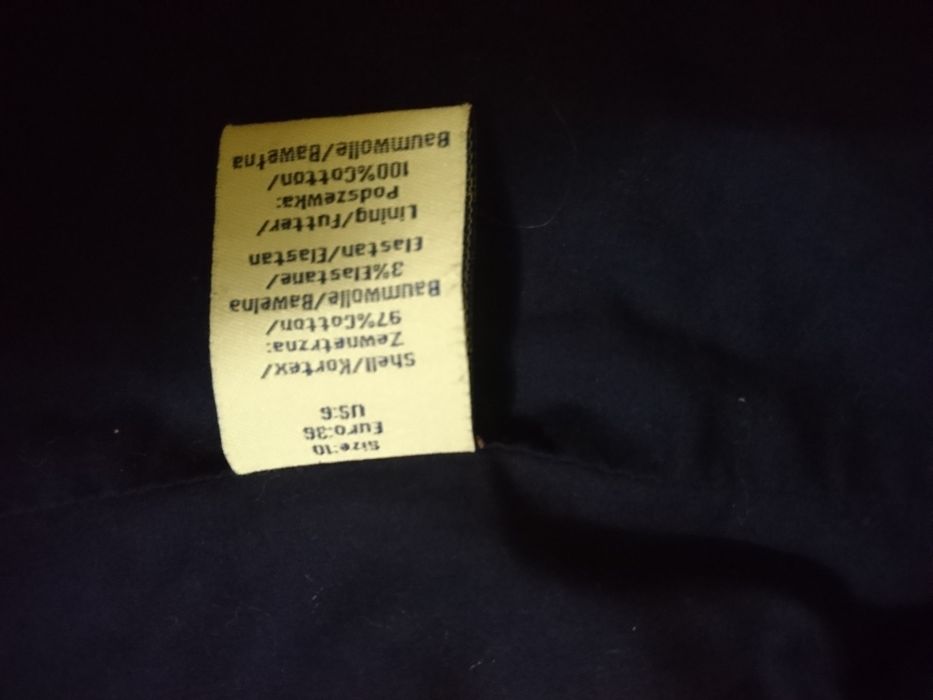 Size:10
Euro:36
US:6
Shell/Kortex/
Zewnetrzna:
97%Cotton/
Baumwolle/Bawelna
3%Elastane/
Elastan/Elastan
Lining/Futter/
Podszewka:
100%Cotton/
Baumwolle/Bawełna